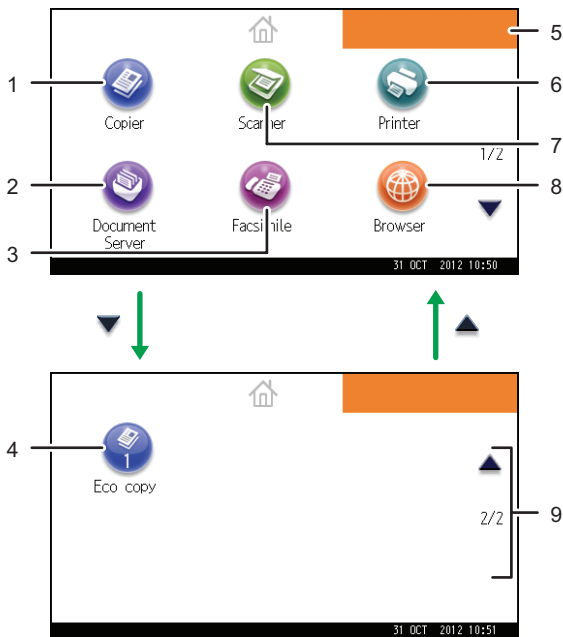 5
1
6
Copier
Scanner
Printer
7
1/2
2
8
Document
Server
Facsimile
Browser
3
31 OCT 2012 10:50
4
1
Eco copy
2/2
9
31 OCT 2012 10:51